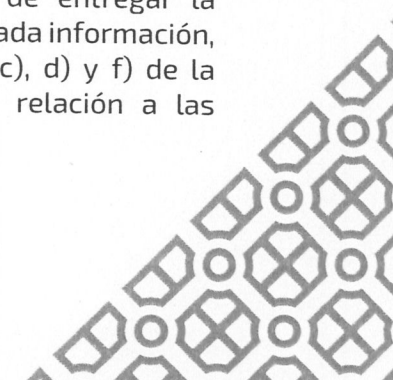 de entregar la
ada información,
c), d) y f) de la
relación a las